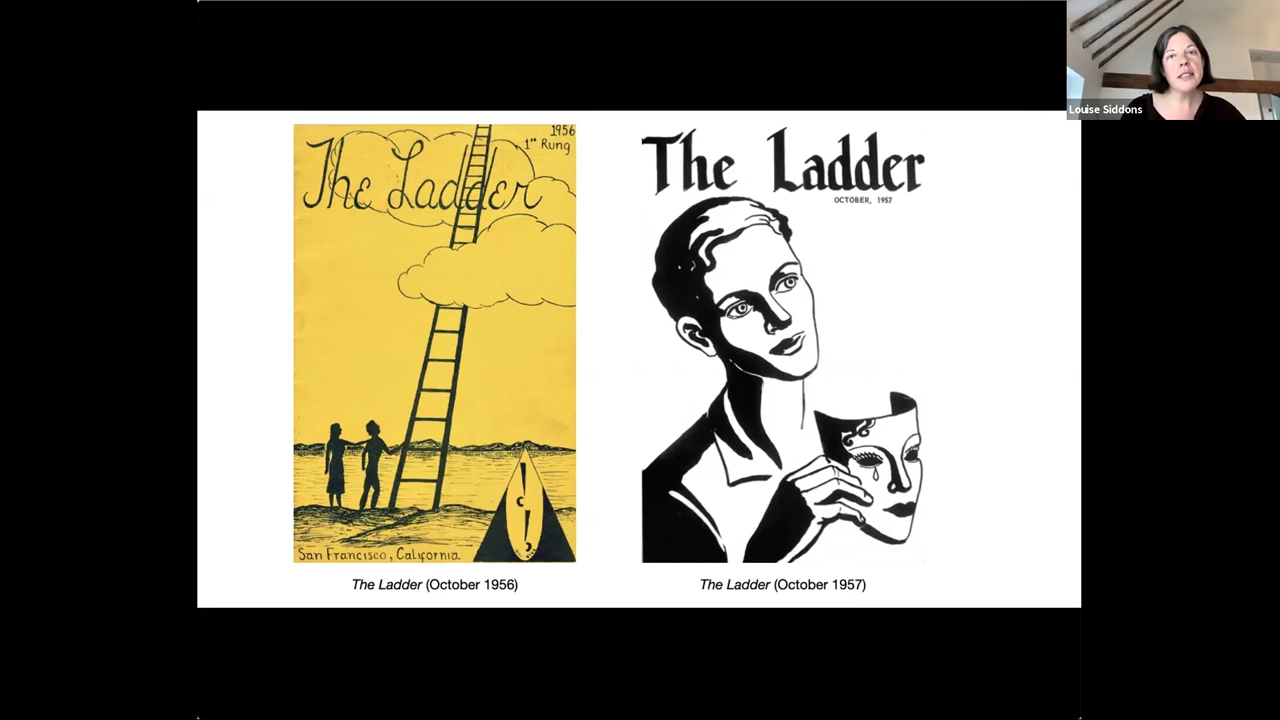 The Ladder
1956
1st Rung
San Francisco, California
The Ladder (October 1956)
The Ladder
OCTOBER, 1957
The Ladder (October 1957)
Louise Siddons